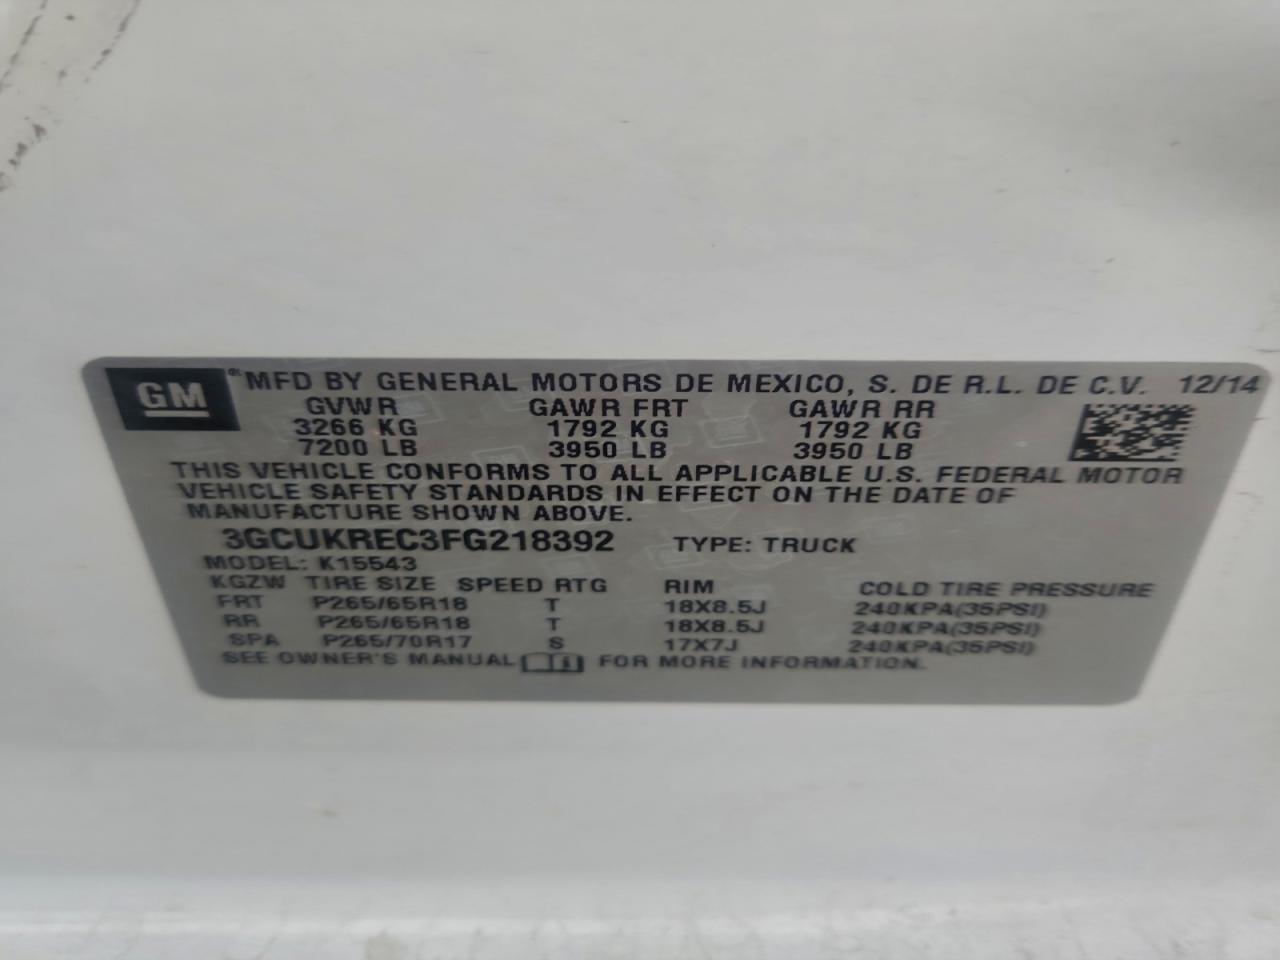 GM ® MFD BY GENERAL MOTORS DE MEXICO, S. DE R.L. DE C.V. 12/14
GVWR GAWR FRT GAWR RR
3266 KG 1792 KG 1792 KG
7200 LB 3950 LB 3950 LB
THIS VEHICLE CONFORMS TO ALL APPLICABLE U.S. FEDERAL MOTOR
VEHICLE SAFETY STANDARDS IN EFFECT ON THE DATE OF
MANUFACTURE SHOWN ABOVE.
3GCUKREC3FG218392 TYPE: TRUCK
MODEL: K15543
KGZW TIRE SIZE SPEED RTG RIM COLD TIRE PRESSURE
FRT P265/65R18 T 18X8.5J 240KPA(35PSI)
RR P265/65R18 T 18X8.5J 240KPA(35PSI)
SPA P265/70R17 S 17X7J 240KPA(35PSI)
SEE OWNER'S MANUAL FOR MORE INFORMATION.